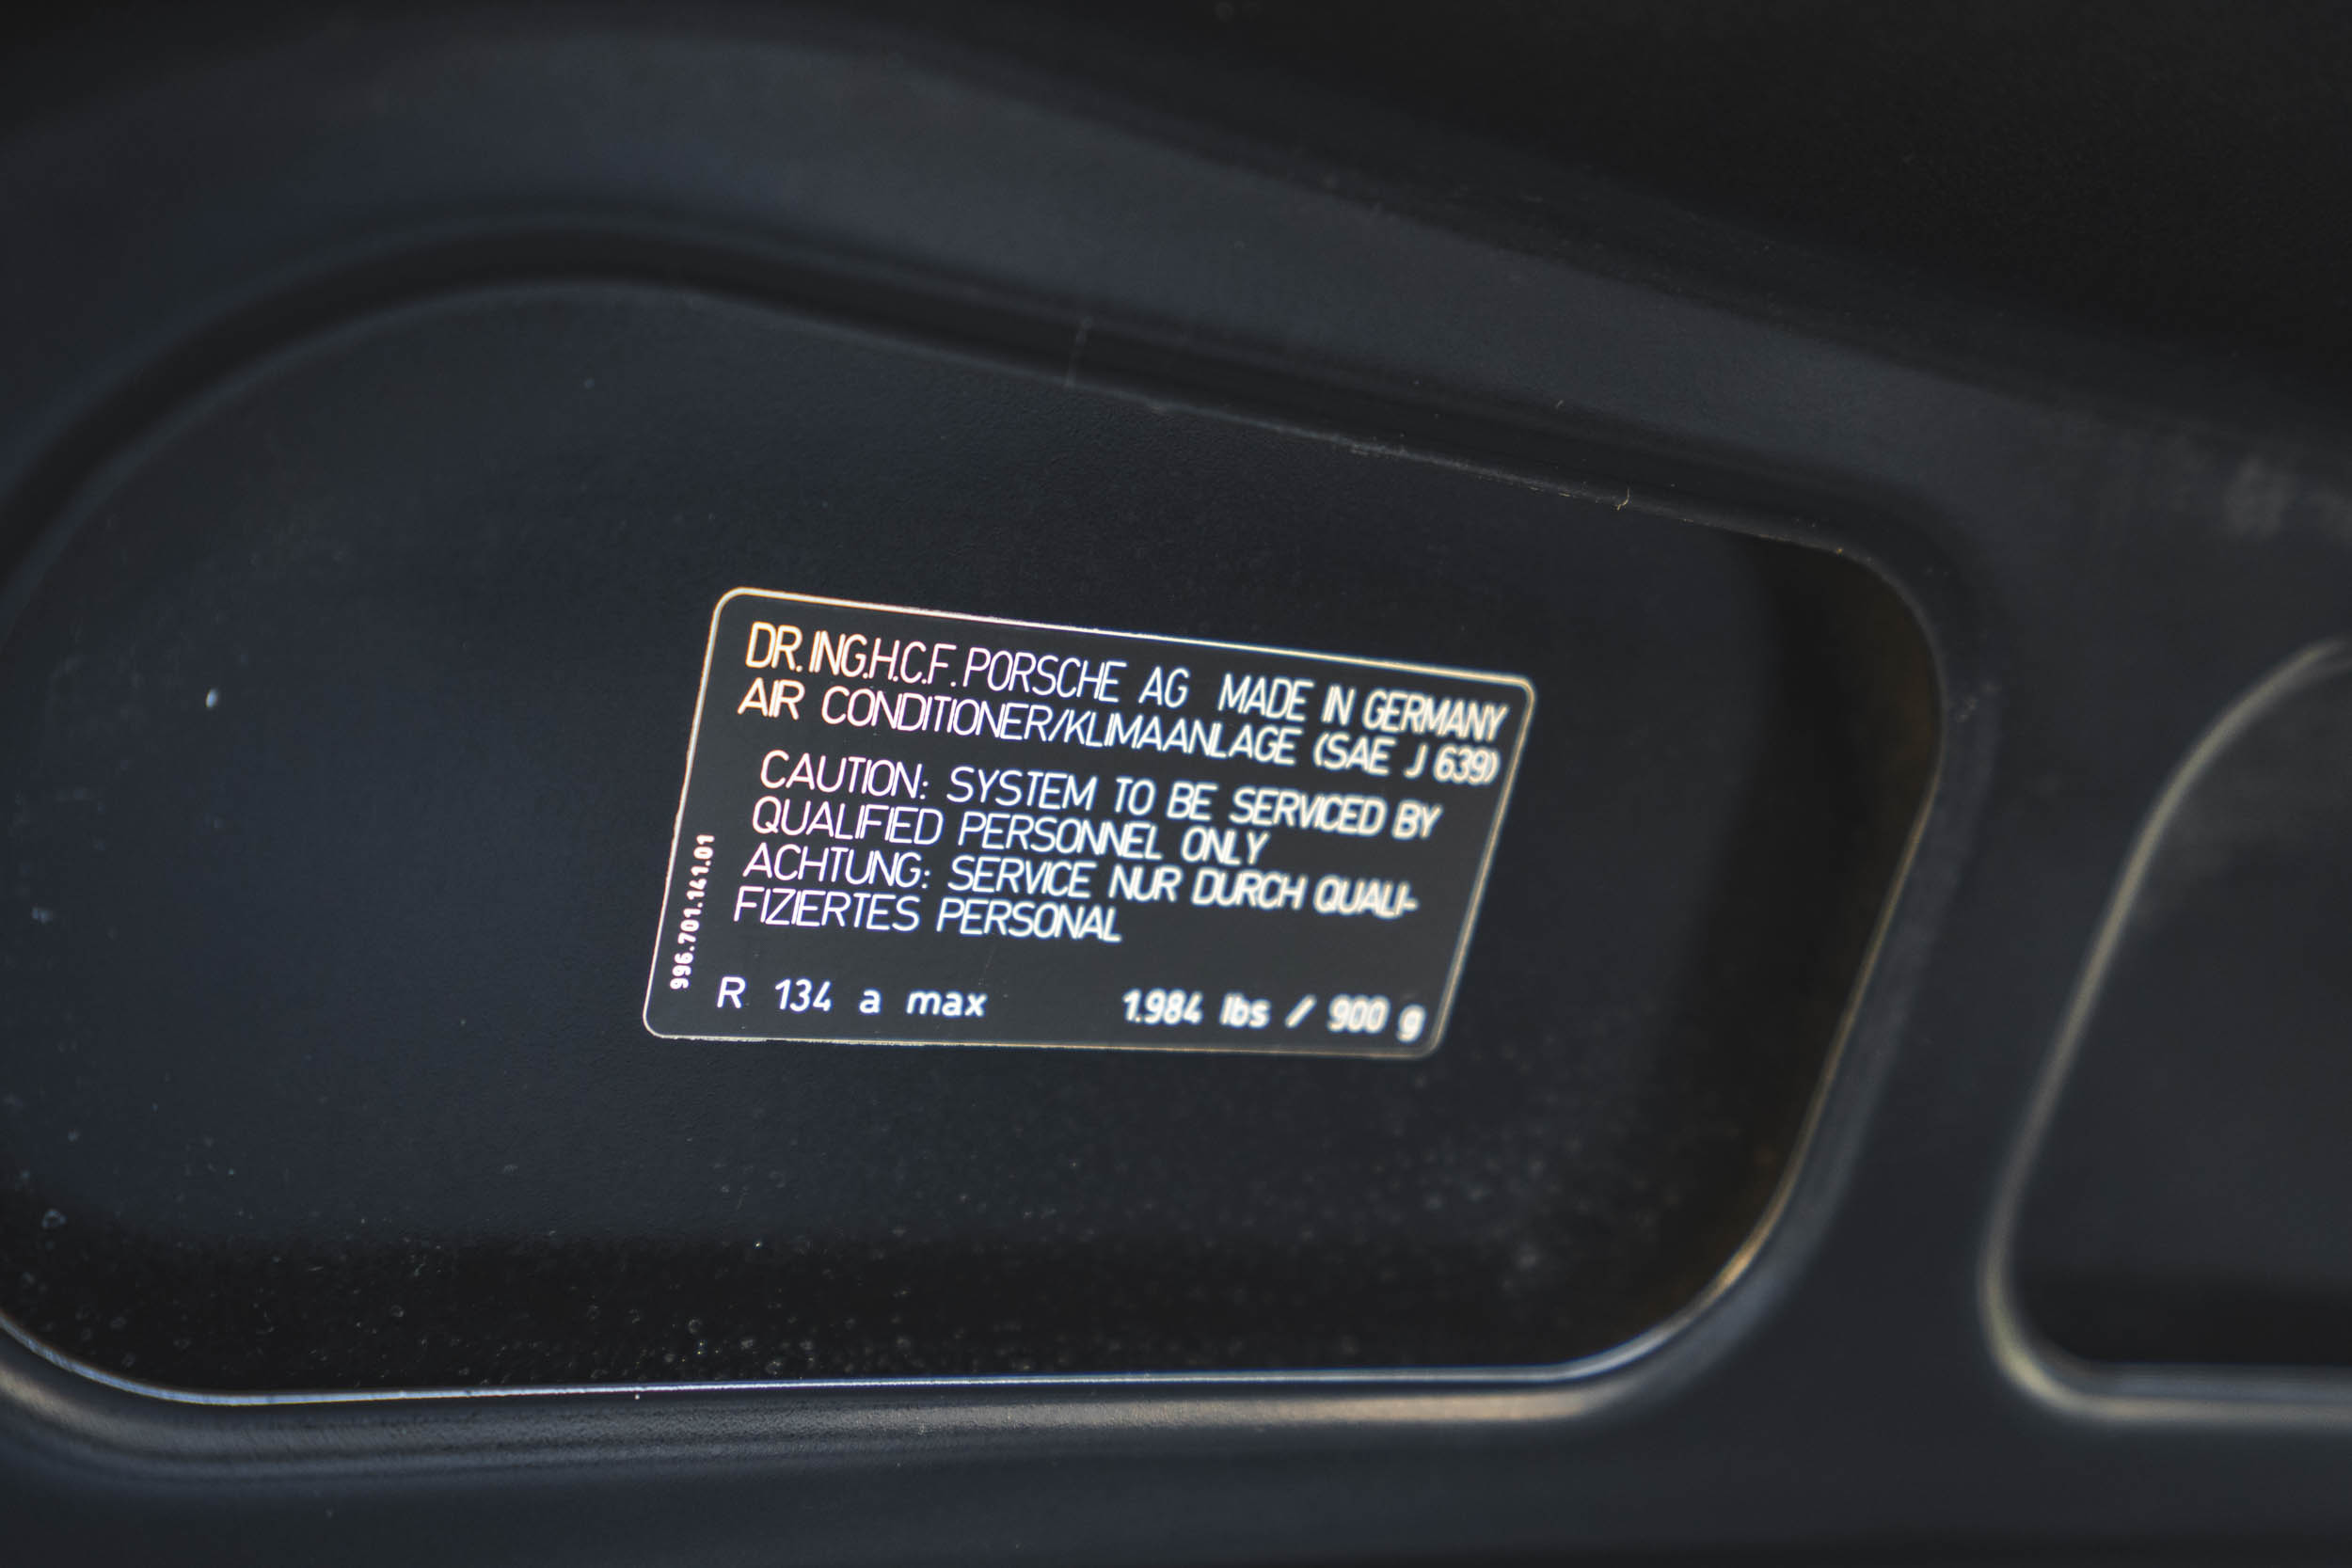 DR.ING.H.C.F. PORSCHE AG MADE IN GERMANY
AIR CONDITIONER/KLIMAANLAGE (SAE J 639)
CAUTION: SYSTEM TO BE SERVICED BY
QUALIFIED PERSONNEL ONLY
ACHTUNG: SERVICE NUR DURCH QUALI-
FIZIERTES PERSONAL
R 134 a max 1.984 lbs / 900 g
996.701.141.01